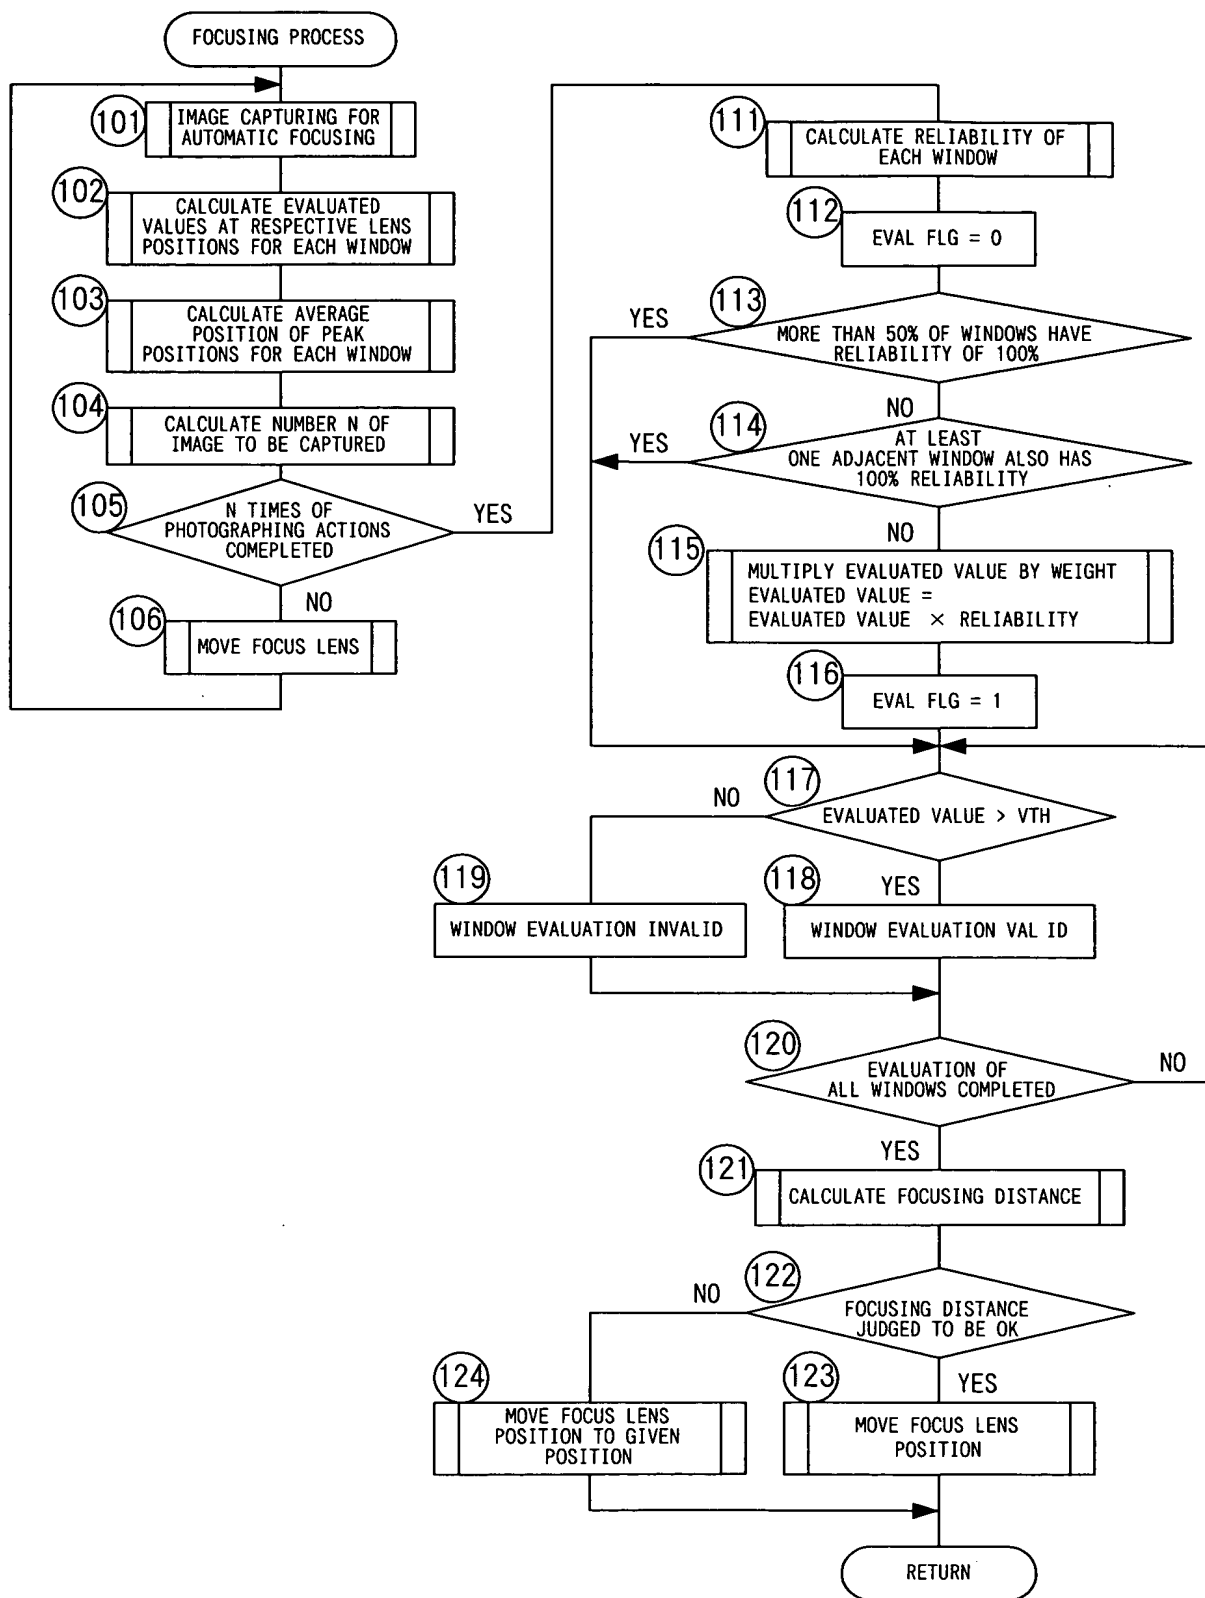 FOCUSING PROCESS
101
IMAGE CAPTURING FOR
AUTOMATIC FOCUSING
102
CALCULATE EVALUATED
VALUES AT RESPECTIVE LENS
POSITIONS FOR EACH WINDOW
103
CALCULATE AVERAGE
POSITION OF PEAK
POSITIONS FOR EACH WINDOW
104
CALCULATE NUMBER N OF
IMAGE TO BE CAPTURED
105
N TIMES OF
PHOTOGRAPHING ACTIONS
COMEPLETED
YES
NO
106
MOVE FOCUS LENS
111
CALCULATE RELIABILITY OF
EACH WINDOW
112
EVAL FLG = 0
113
YES
MORE THAN 50% OF WINDOWS HAVE
RELIABILITY OF 100%
NO
114
YES
AT LEAST
ONE ADJACENT WINDOW ALSO HAS
100% RELIABILITY
NO
115
MULTIPLY EVALUATED VALUE BY WEIGHT
EVALUATED VALUE =
EVALUATED VALUE × RELIABILITY
116
EVAL FLG = 1
117
NO
EVALUATED VALUE > VTH
YES
119
WINDOW EVALUATION INVALID
118
WINDOW EVALUATION VAL ID
120
EVALUATION OF
ALL WINDOWS COMPLETED
NO
YES
121
CALCULATE FOCUSING DISTANCE
122
NO
FOCUSING DISTANCE
JUDGED TO BE OK
YES
124
MOVE FOCUS LENS
POSITION TO GIVEN
POSITION
123
MOVE FOCUS LENS
POSITION
RETURN